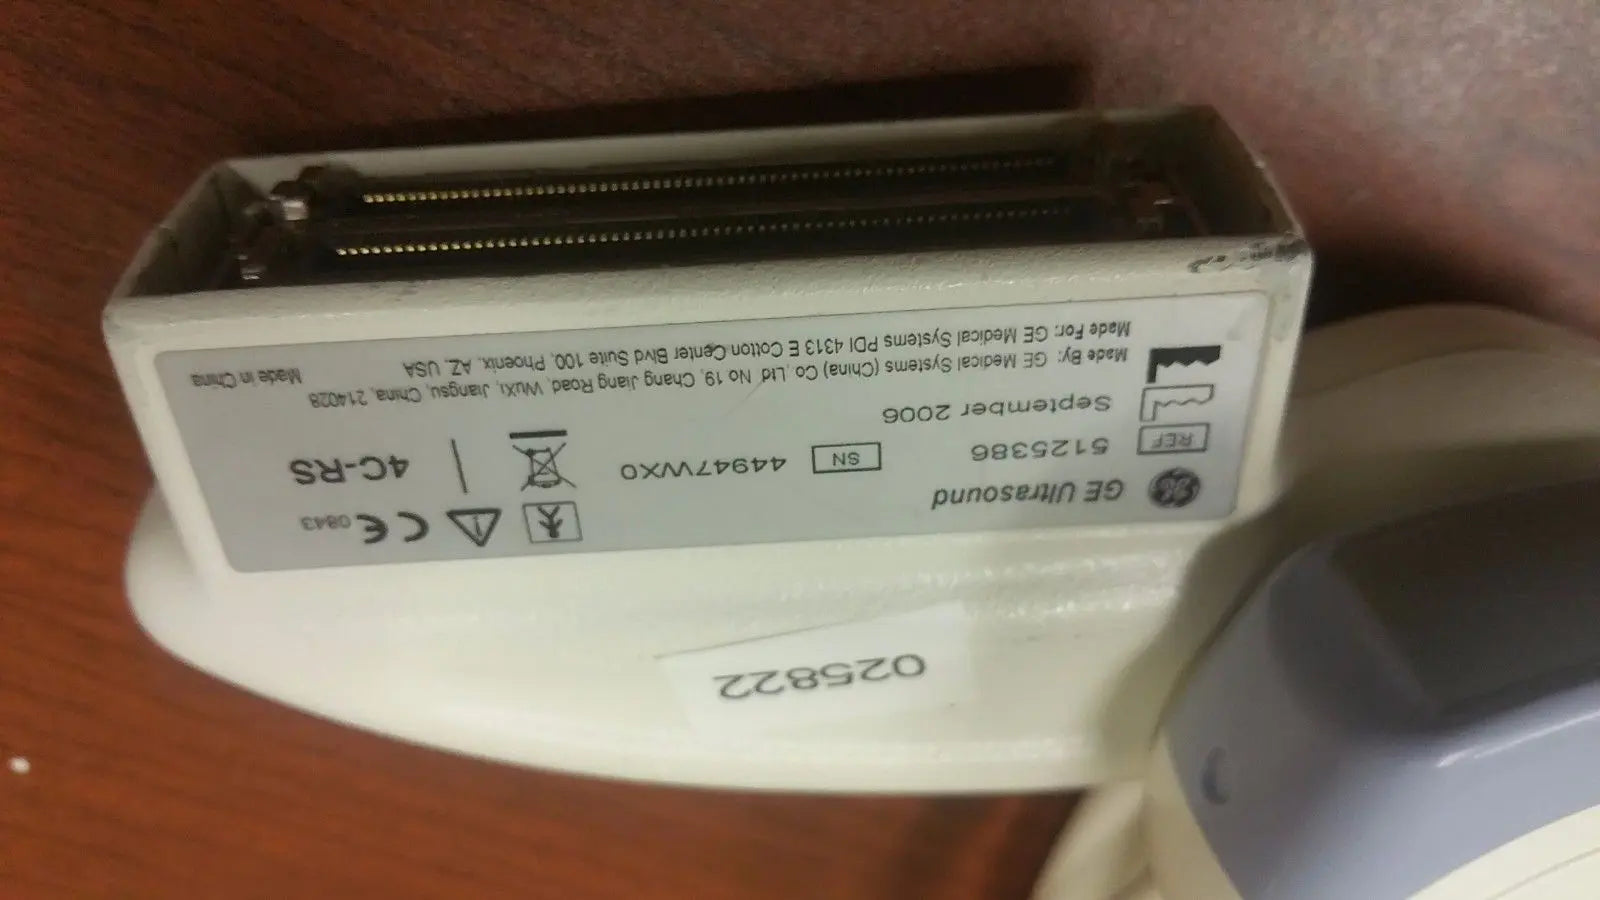 025822
GE Ultrasound
CE 0843
REF 5125386
SN 44947WX0
4C-RS
September 2006
Made By: GE Medical Systems (China) Co, Ltd, No 19, Chang Jiang Road, WuXi, Jiangsu, China, 214028
Made For: GE Medical Systems PDI 4313 E Cotton Center Blvd Suite 100, Phoenix, AZ, USA
Made in China